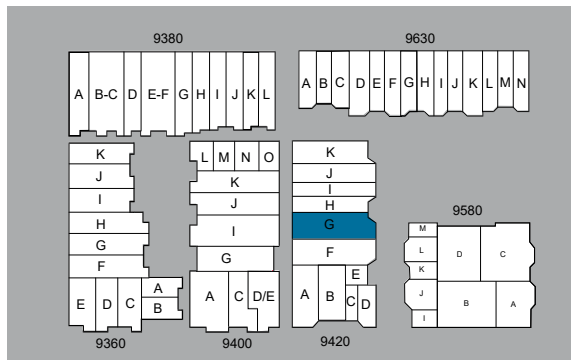 9380
9630
A B-C D E-F G H I J K L
A B C D E F G H I J K L M N
K
J
I
H
G
F
E D C
A
B
9360
L M N O
K
J
I
G
A C D/E
9400
K
J
I
H
G
F
E
A B C D
9420
9580
M
L
K
J
I
D C
B A